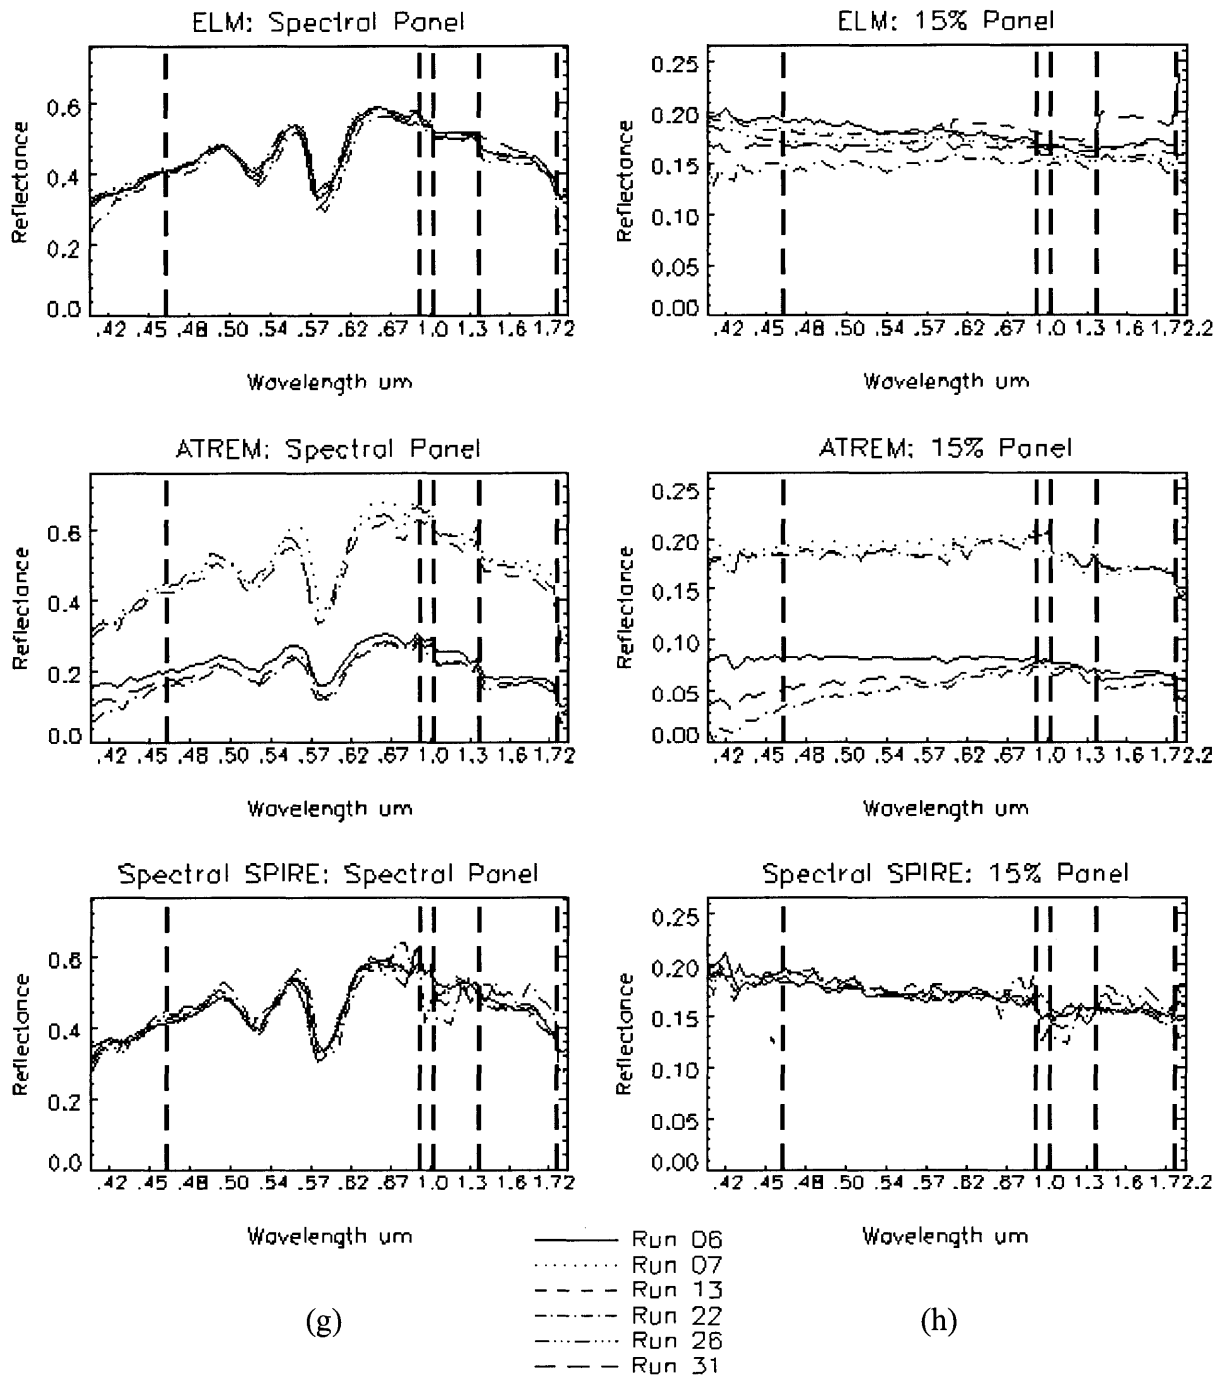 ELM: Spectral Panel
ELM: 15% Panel
Reflectance
0.6
0.4
0.2
0.0
.42 .45 .48 .50 .54 .57 .62 .67 1.0 1.3 1.6 1.72
Wavelength um
Reflectance
0.25
0.20
0.15
0.10
0.05
0.00
.42 .45 .48 .50 .54 .57 .62 .67 1.0 1.3 1.6 1.72.2
Wavelength um
ATREM: Spectral Panel
ATREM: 15% Panel
Reflectance
0.6
0.4
0.2
0.0
.42 .45 .48 .50 .54 .57 .62 .67 1.0 1.3 1.6 1.72
Wavelength um
Reflectance
0.25
0.20
0.15
0.10
0.05
0.00
.42 .45 .48 .50 .54 .57 .62 .67 1.0 1.3 1.6 1.72.2
Wavelength um
Spectral SPIRE: Spectral Panel
Spectral SPIRE: 15% Panel
Reflectance
0.6
0.4
0.2
0.0
.42 .45 .48 .50 .54 .57 .62 .67 1.0 1.3 1.6 1.72
Wavelength um
Reflectance
0.25
0.20
0.15
0.10
0.05
0.00
.42 .45 .48 .50 .54 .57 .62 .67 1.0 1.3 1.6 1.72.2
Wavelength um
Run 06
Run 07
Run 13
Run 22
Run 26
Run 31
(g)
(h)